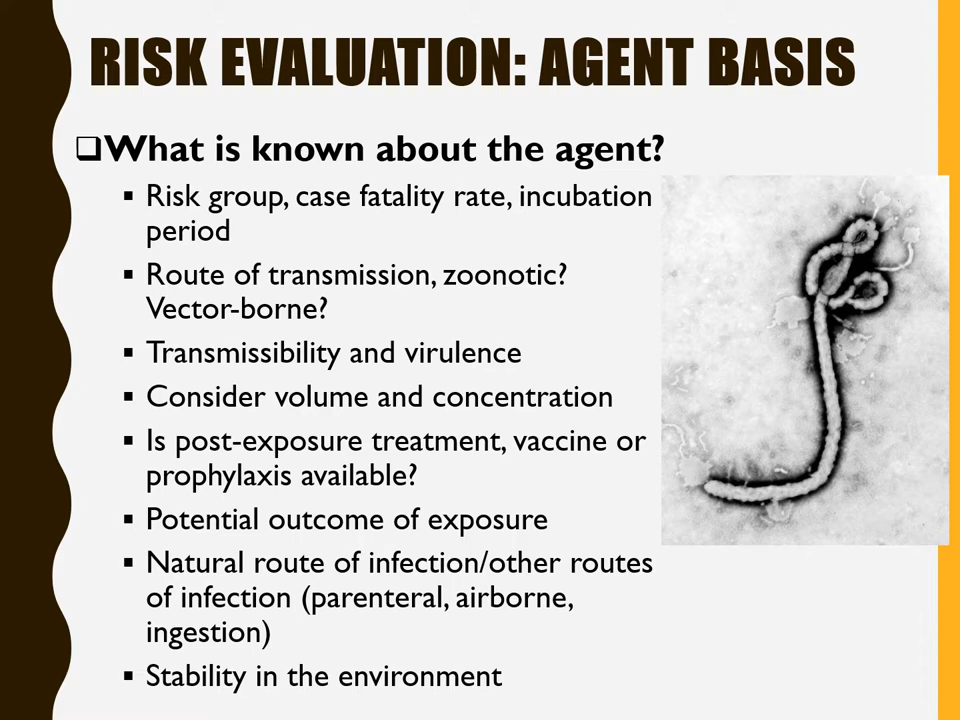 RISK EVALUATION: AGENT BASIS
❑What is known about the agent?
▪ Risk group, case fatality rate, incubation
period
▪ Route of transmission, zoonotic?
Vector-borne?
▪ Transmissibility and virulence
▪ Consider volume and concentration
▪ Is post-exposure treatment, vaccine or
prophylaxis available?
▪ Potential outcome of exposure
▪ Natural route of infection/other routes
of infection (parenteral, airborne,
ingestion)
▪ Stability in the environment